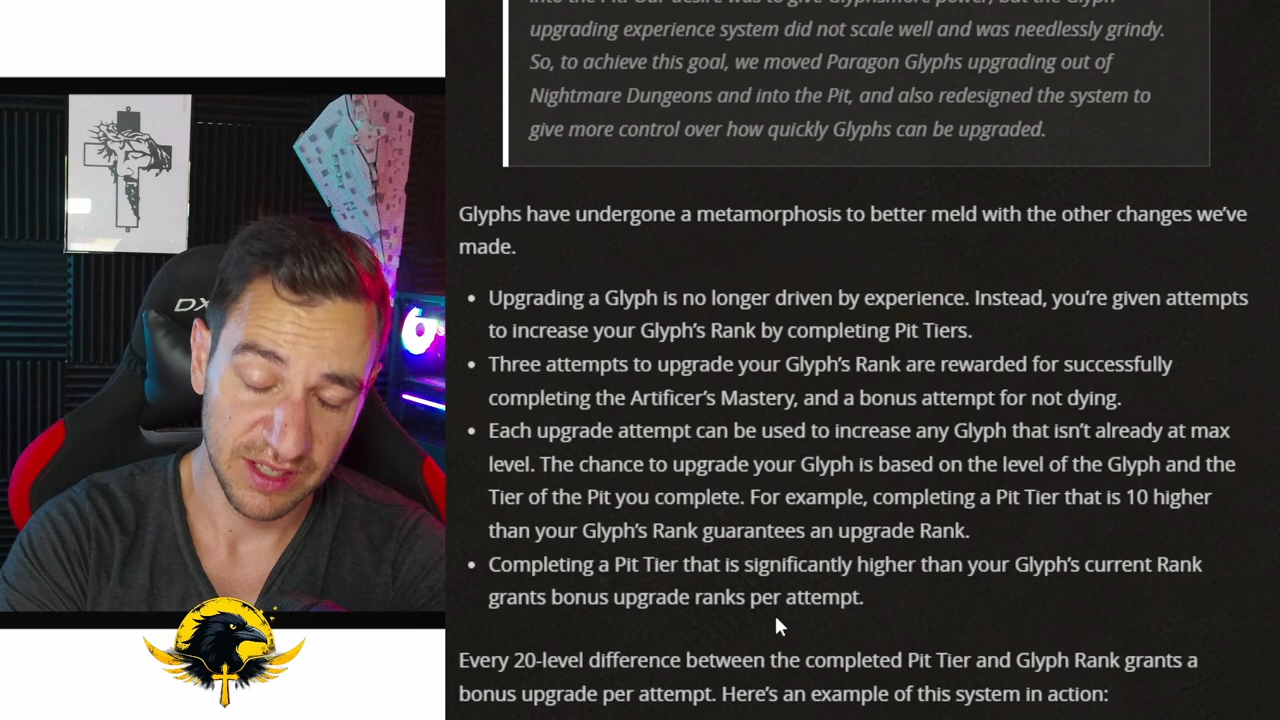 into the Pit. Our desire was to give Glyphsmore power, but the Glyph
upgrading experience system did not scale well and was needlessly grindy.
So, to achieve this goal, we moved Paragon Glyphs upgrading out of
Nightmare Dungeons and into the Pit, and also redesigned the system to
give more control over how quickly Glyphs can be upgraded.
Glyphs have undergone a metamorphosis to better meld with the other changes we've
made.
• Upgrading a Glyph is no longer driven by experience. Instead, you're given attempts
to increase your Glyph's Rank by completing Pit Tiers.
• Three attempts to upgrade your Glyph's Rank are rewarded for successfully
completing the Artificer's Mastery, and a bonus attempt for not dying.
• Each upgrade attempt can be used to increase any Glyph that isn't already at max
level. The chance to upgrade your Glyph is based on the level of the Glyph and the
Tier of the Pit you complete. For example, completing a Pit Tier that is 10 higher
than your Glyph's Rank guarantees an upgrade Rank.
• Completing a Pit Tier that is significantly higher than your Glyph's current Rank
grants bonus upgrade ranks per attempt.
Every 20-level difference between the completed Pit Tier and Glyph Rank grants a
bonus upgrade per attempt. Here's an example of this system in action:
DX